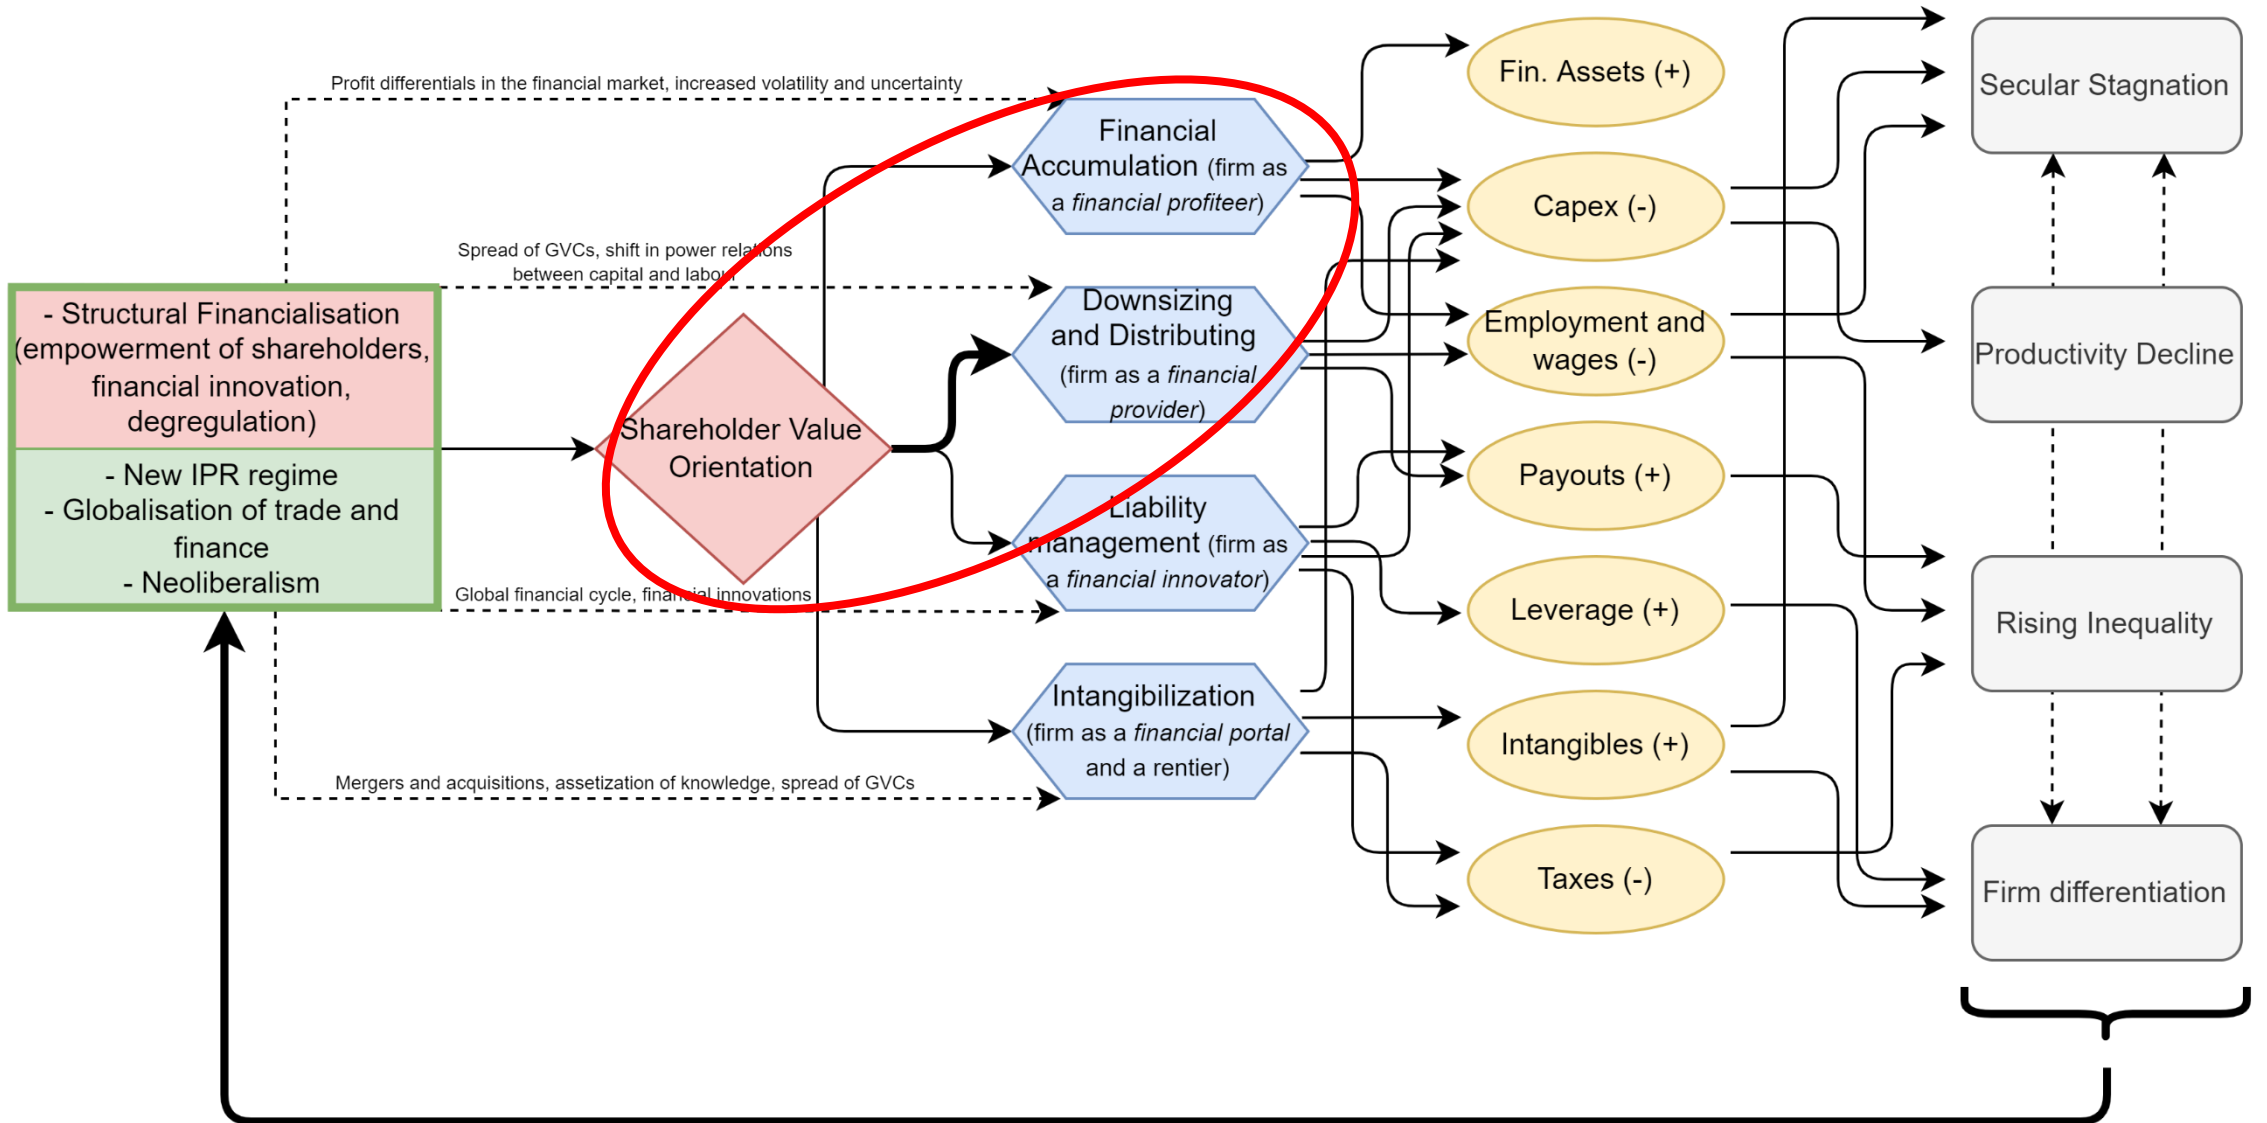 Profit differentials in the financial market, increased volatility and uncertainty
Spread of GVCs, shift in power relations
between capital and labour
- Structural Financialisation
(empowerment of shareholders,
financial innovation,
degregulation)
- New IPR regime
- Globalisation of trade and
finance
- Neoliberalism
Global financial cycle, financial innovations
Mergers and acquisitions, assetization of knowledge, spread of GVCs
Shareholder Value
Orientation
Financial
Accumulation (firm as
a financial profiteer)
Downsizing
and Distributing
(firm as a financial
provider)
Liability
management (firm as
a financial innovator)
Intangibilization
(firm as a financial portal
and a rentier)
Fin. Assets (+)
Capex (-)
Employment and
wages (-)
Payouts (+)
Leverage (+)
Intangibles (+)
Taxes (-)
Secular Stagnation
Productivity Decline
Rising Inequality
Firm differentiation